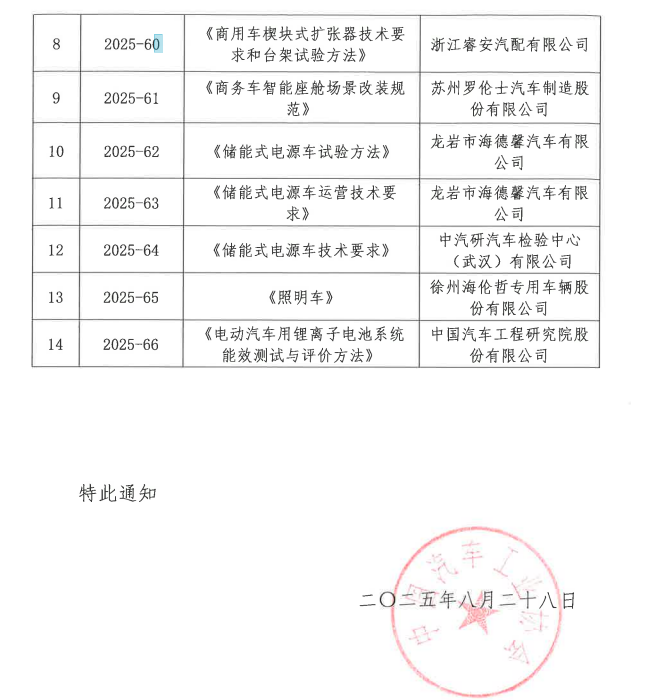 8 2025-60 《商用车楔块式扩张器技术要 浙江睿安汽配有限公司
求和台架试验方法》
9 2025-61 《商务车智能座舱场景改装规 苏州罗伦士汽车制造股
范》 份有限公司
10 2025-62 《储能式电源车试验方法》 龙岩市海德馨汽车有限
公司
11 2025-63 《储能式电源车运营技术要 龙岩市海德馨汽车有限
求》 公司
12 2025-64 《储能式电源车技术要求》 中汽研汽车检验中心
（武汉）有限公司
13 2025-65 《照明车》 徐州海伦哲专用车辆股
份有限公司
14 2025-66 《电动汽车用锂离子电池系统 中国汽车工程研究院股
能效测试与评价方法》 份有限公司
特此通知
中国汽车工业协会
二〇二五年八月二十八日